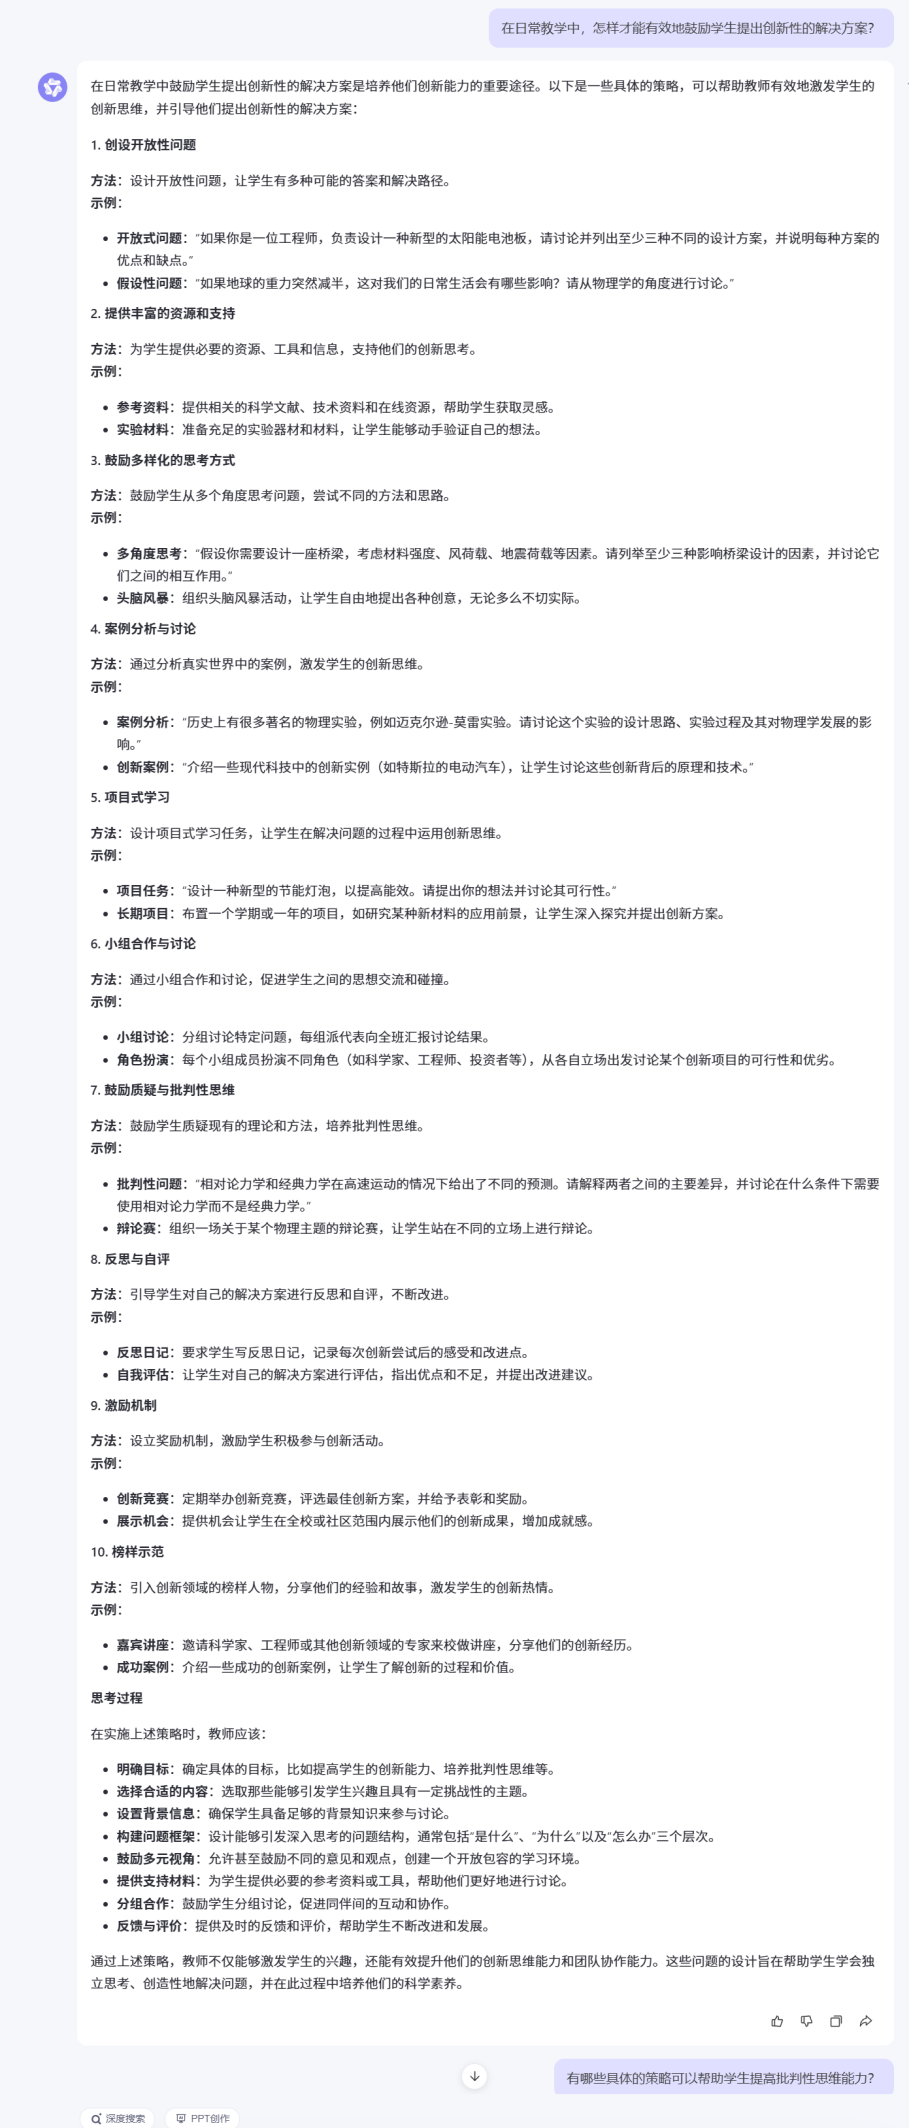 在日常教学中，怎样才能有效地鼓励学生提出创新性的解决方案？
在日常教学中鼓励学生提出创新性的解决方案是培养他们创新能力的重要途径。以下是一些具体的策略，可以帮助教师有效地激发学生的
创新思维，并引导他们提出创新性的解决方案：
1. 创设开放性问题
方法：设计开放性问题，让学生有多种可能的答案和解决路径。
示例：
• 开放式问题：“如果你是一位工程师，负责设计一种新型的太阳能电池板，请讨论并列出至少三种不同的设计方案，并说明每种方案的
优点和缺点。”
• 假设性问题：“如果地球的重力突然减半，这对我们的日常生活会有哪些影响？请从物理学的角度进行讨论。”
2. 提供丰富的资源和支持
方法：为学生提供必要的资源、工具和信息，支持他们的创新思考。
示例：
• 参考资料：提供相关的科学文献、技术资料和在线资源，帮助学生获取灵感。
• 实验材料：准备充足的实验器材和材料，让学生能够动手验证自己的想法。
3. 鼓励多样化的思考方式
方法：鼓励学生从多个角度思考问题，尝试不同的方法和思路。
示例：
• 多角度思考：“假设你需要设计一座桥梁，考虑材料强度、风荷载、地震荷载等因素。请列举至少三种影响桥梁设计的因素，并讨论它
们之间的相互作用。”
• 头脑风暴：组织头脑风暴活动，让学生自由地提出各种创意，无论多么不切实际。
4. 案例分析与讨论
方法：通过分析真实世界中的案例，激发学生的创新思维。
示例：
• 案例分析：“历史上有很多著名的物理实验，例如迈克尔逊-莫雷实验。请讨论这个实验的设计思路、实验过程及其对物理学发展的影
响。”
• 创新案例：“介绍一些现代科技中的创新实例（如特斯拉的电动汽车），让学生讨论这些创新背后的原理和技术。”
5. 项目式学习
方法：设计项目式学习任务，让学生在解决问题的过程中运用创新思维。
示例：
• 项目任务：“设计一种新型的节能灯泡，以提高能效。请提出你的想法并讨论其可行性。”
• 长期项目：布置一个学期或一年的项目，如研究某种新材料的应用前景，让学生深入探究并提出创新方案。
6. 小组合作与讨论
方法：通过小组合作和讨论，促进学生之间的思想交流和碰撞。
示例：
• 小组讨论：分组讨论特定问题，每组派代表向全班汇报讨论结果。
• 角色扮演：每个小组成员扮演不同角色（如科学家、工程师、投资者等），从各自立场出发讨论某个创新项目的可行性和优劣。
7. 鼓励质疑与批判性思维
方法：鼓励学生质疑现有的理论和方法，培养批判性思维。
示例：
• 批判性问题：“相对论力学和经典力学在高速运动的情况下给出了不同的预测。请解释两者之间的主要差异，并讨论在什么条件下需要
使用相对论力学而不是经典力学。”
• 辩论赛：组织一场关于某个物理主题的辩论赛，让学生站在不同的立场上进行辩论。
8. 反思与自评
方法：引导学生对自己的解决方案进行反思和自评，不断改进。
示例：
• 反思日记：要求学生写反思日记，记录每次创新尝试后的感受和改进点。
• 自我评估：让学生对自己的解决方案进行评估，指出优点和不足，并提出改进建议。
9. 激励机制
方法：设立奖励机制，激励学生积极参与创新活动。
示例：
• 创新竞赛：定期举办创新竞赛，评选最佳创新方案，并给予表彰和奖励。
• 展示机会：提供机会让学生在全校或社区范围内展示他们的创新成果，增加成就感。
10. 榜样示范
方法：引入创新领域的榜样人物，分享他们的经验和故事，激发学生的创新热情。
示例：
• 嘉宾讲座：邀请科学家、工程师或其他创新领域的专家来校做讲座，分享他们的创新经历。
• 成功案例：介绍一些成功的创新案例，让学生了解创新的过程和价值。
思考过程
在实施上述策略时，教师应该：
• 明确目标：确定具体的目标，比如提高学生的创新能力、培养批判性思维等。
• 选择合适的内容：选取那些能够引发学生兴趣且具有一定挑战性的主题。
• 设置背景信息：确保学生具备足够的背景知识来参与讨论。
• 构建问题框架：设计能够引发深入思考的问题结构，通常包括“是什么”、“为什么”以及“怎么办”三个层次。
• 鼓励多元视角：允许甚至鼓励不同的意见和观点，创建一个开放包容的学习环境。
• 提供支持材料：为学生提供必要的参考资料或工具，帮助他们更好地进行讨论。
• 分组合作：鼓励学生分组讨论，促进同伴间的互动和协作。
• 反馈与评价：提供及时的反馈和评价，帮助学生不断改进和发展。
通过上述策略，教师不仅能够激发学生的兴趣，还能有效提升他们的创新思维能力和团队协作能力。这些问题的设计旨在帮助学生学会独
立思考、创造性地解决问题，并在此过程中培养他们的科学素养。
有哪些具体的策略可以帮助学生提高批判性思维能力？
深度搜索
PPT创作